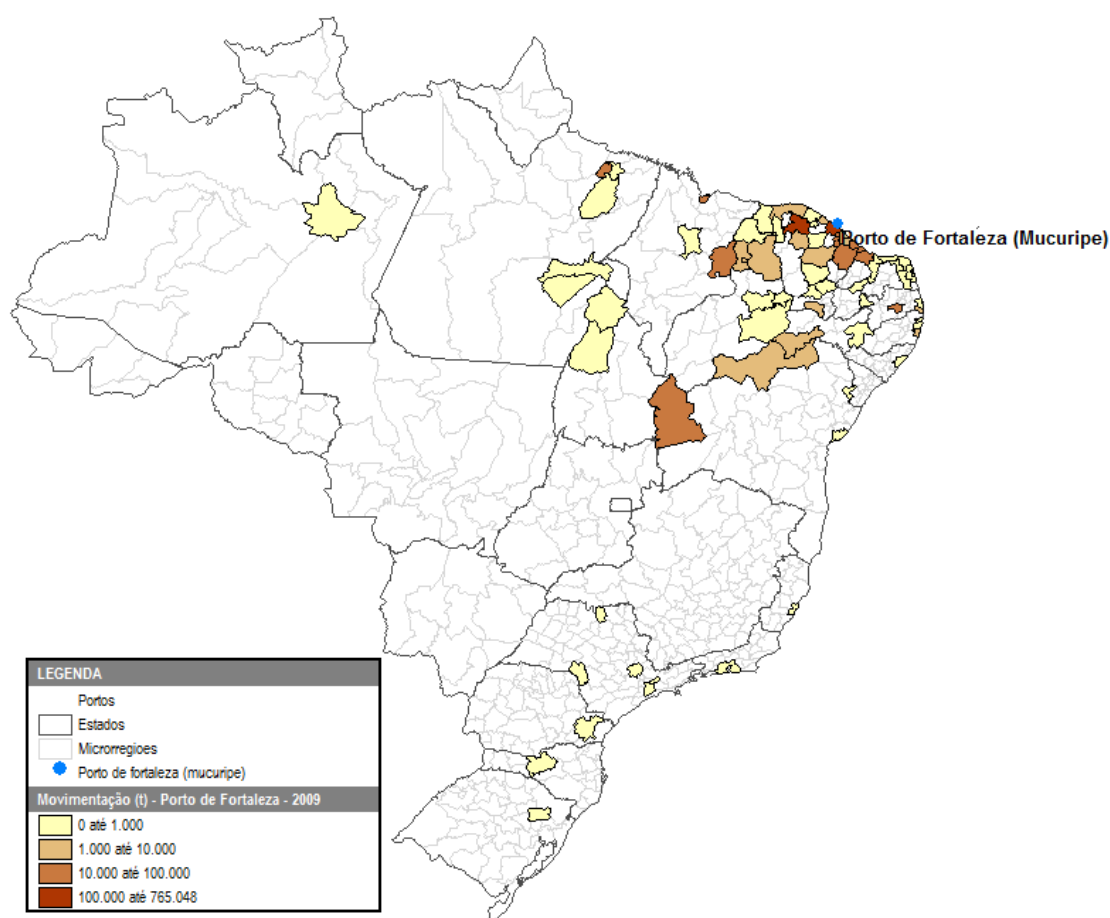 Porto de Fortaleza (Mucuripe)
LEGENDA
Portos
Estados
Microrregioes
Porto de fortaleza (mucuripe)
Movimentação (t) - Porto de Fortaleza - 2009
0 até 1.000
1.000 até 10.000
10.000 até 100.000
100.000 até 765.048